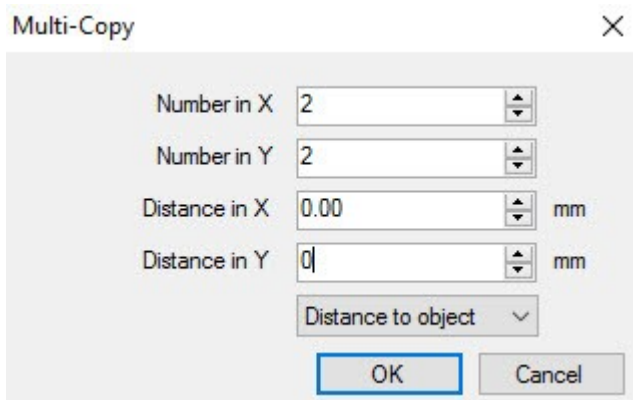 Multi-Copy
Number in X 2
Number in Y 2
Distance in X 0.00 mm
Distance in Y 0 mm
Distance to object
OK Cancel